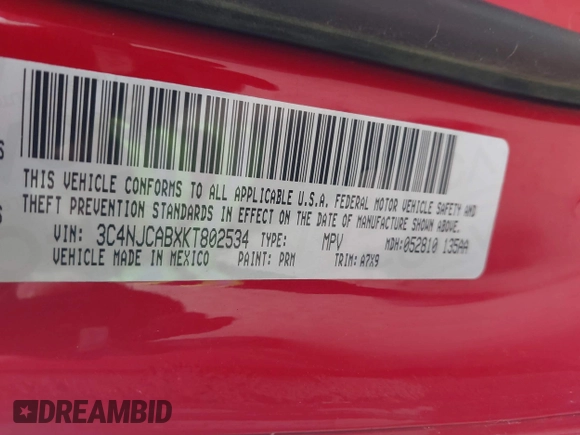 THIS VEHICLE CONFORMS TO ALL APPLICABLE U.S.A. FEDERAL MOTOR VEHICLE SAFETY AND
THEFT PREVENTION STANDARDS IN EFFECT ON THE DATE OF MANUFACTURE SHOWN ABOVE.
VIN: 3C4NJCABXKT802534 TYPE: MPV MDH:052810 135AA
VEHICLE MADE IN MEXICO PAINT: PRM TRIM: A7X9
DREAMBID